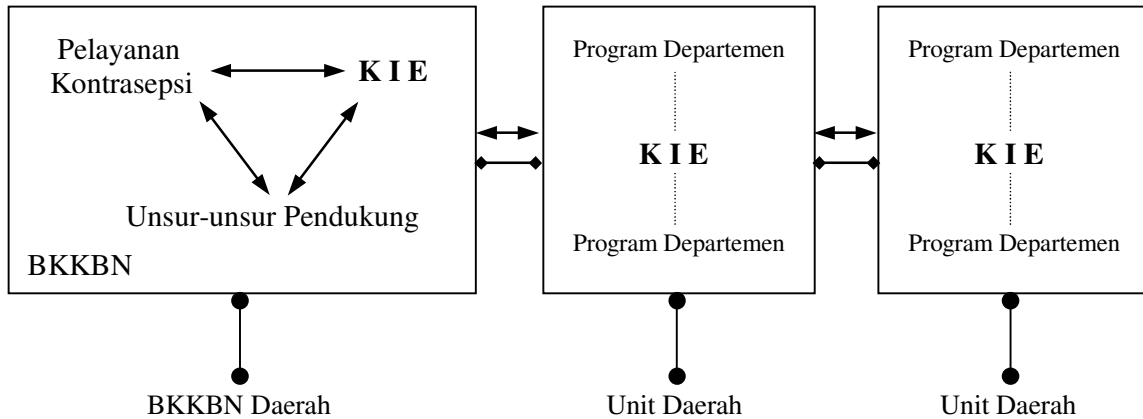 Pelayanan
Kontrasepsi
K I E
Unsur-unsur Pendukung
BKKBN
Program Departemen
K I E
Program Departemen
Program Departemen
K I E
Program Departemen
BKKBN Daerah
Unit Daerah
Unit Daerah